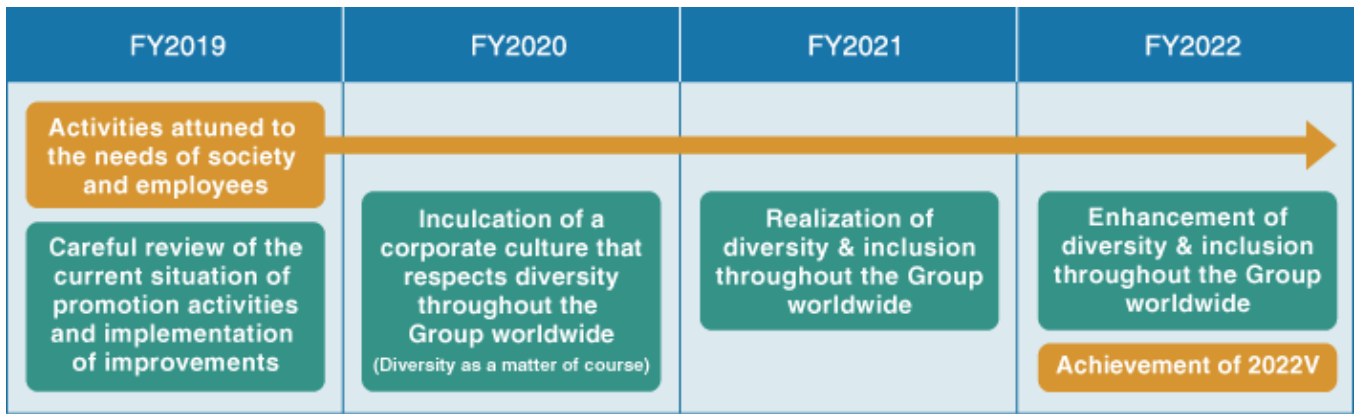 FY2019
FY2020
FY2021
FY2022
Activities attuned to
the needs of society
and employees
Careful review of the
current situation of
promotion activities
and implementation
of improvements
Inculcation of a
corporate culture that
respects diversity
throughout the
Group worldwide
(Diversity as a matter of course)
Realization of
diversity & inclusion
throughout the Group
worldwide
Enhancement of
diversity & inclusion
throughout the Group
worldwide
Achievement of 2022V